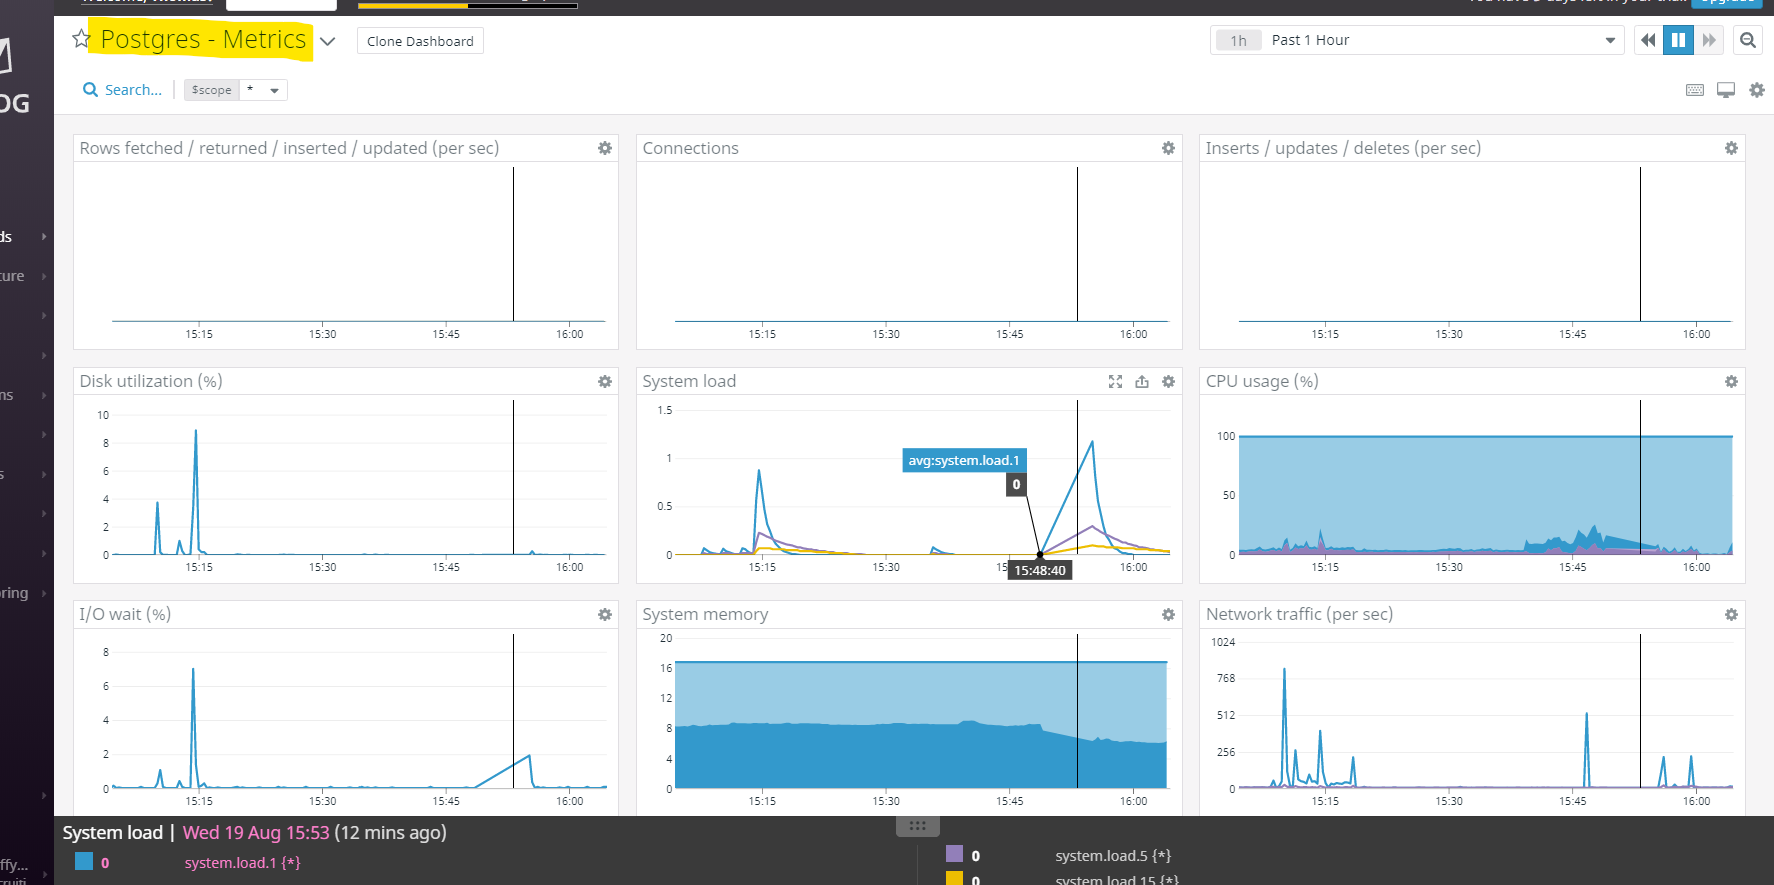 Postgres - Metrics
Clone Dashboard
1h Past 1 Hour
OG
Search...
$scope *
Rows fetched / returned / inserted / updated (per sec)
15:15 15:30 15:45 16:00
Connections
15:15 15:30 15:45 16:00
Inserts / updates / deletes (per sec)
15:15 15:30 15:45 16:00
Disk utilization (%)
10
8
6
4
2
0
15:15 15:30 15:45 16:00
System load
1.5
1
0.5
0
avg:system.load.1
0
15:15 15:30 15:48:40 16:00
CPU usage (%)
100
50
0
15:15 15:30 15:45 16:00
I/O wait (%)
8
6
4
2
0
15:15 15:30 15:45 16:00
System memory
20
16
12
8
4
0
15:15 15:30 15:45 16:00
Network traffic (per sec)
1024
768
512
256
0
15:15 15:30 15:45 16:00
System load | Wed 19 Aug 15:53 (12 mins ago)
0 system.load.1 {*}
0 system.load.5 {*}
0 system.load.15 {*}
ds
ture
ns
s
oring
ffy...